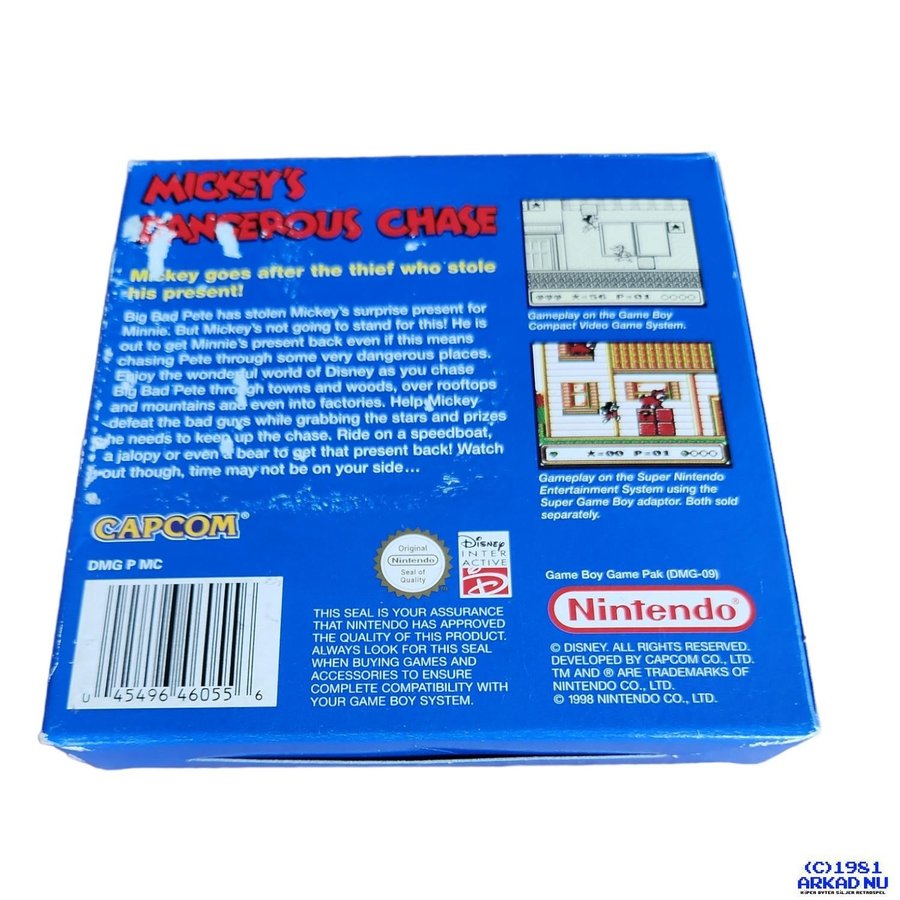 MICKEY'S
DANGEROUS CHASE
Mickey goes after the thief who stole
his present!
Big Bad Pete has stolen Mickey's surprise present for
Minnie. But Mickey's not going to stand for this! He is
out to get Minnie's present back even if this means
chasing Pete through some very dangerous places.
Enjoy the wonderful world of Disney as you chase
Big Bad Pete through towns and woods, over rooftops
and mountains and even into factories. Help Mickey
defeat the bad guys while grabbing the stars and prizes
he needs to keep up the chase. Ride on a speedboat,
a jalopy or even a bear to get that present back! Watch
out though, time may not be on your side...
★=56 P=01
Gameplay on the Game Boy
Compact Video Game System.
★=00 P=01
Gameplay on the Super Nintendo
Entertainment System using the
Super Game Boy adaptor. Both sold
separately.
CAPCOM®
DMG P MC
U 45496 46055 6
Original
Nintendo
Seal of
Quality
TM
DISNEY
INTER
ACTIVE
D
THIS SEAL IS YOUR ASSURANCE
THAT NINTENDO HAS APPROVED
THE QUALITY OF THIS PRODUCT.
ALWAYS LOOK FOR THIS SEAL
WHEN BUYING GAMES AND
ACCESSORIES TO ENSURE
COMPLETE COMPATIBILITY WITH
YOUR GAME BOY SYSTEM.
Game Boy Game Pak (DMG-09)
Nintendo®
© DISNEY. ALL RIGHTS RESERVED.
DEVELOPED BY CAPCOM CO., LTD.
TM AND ® ARE TRADEMARKS OF
NINTENDO CO., LTD.
© 1998 NINTENDO CO., LTD.
(C)1981
ARKAD NU
KÖPER BYTER SÄLJER RETROSPEL